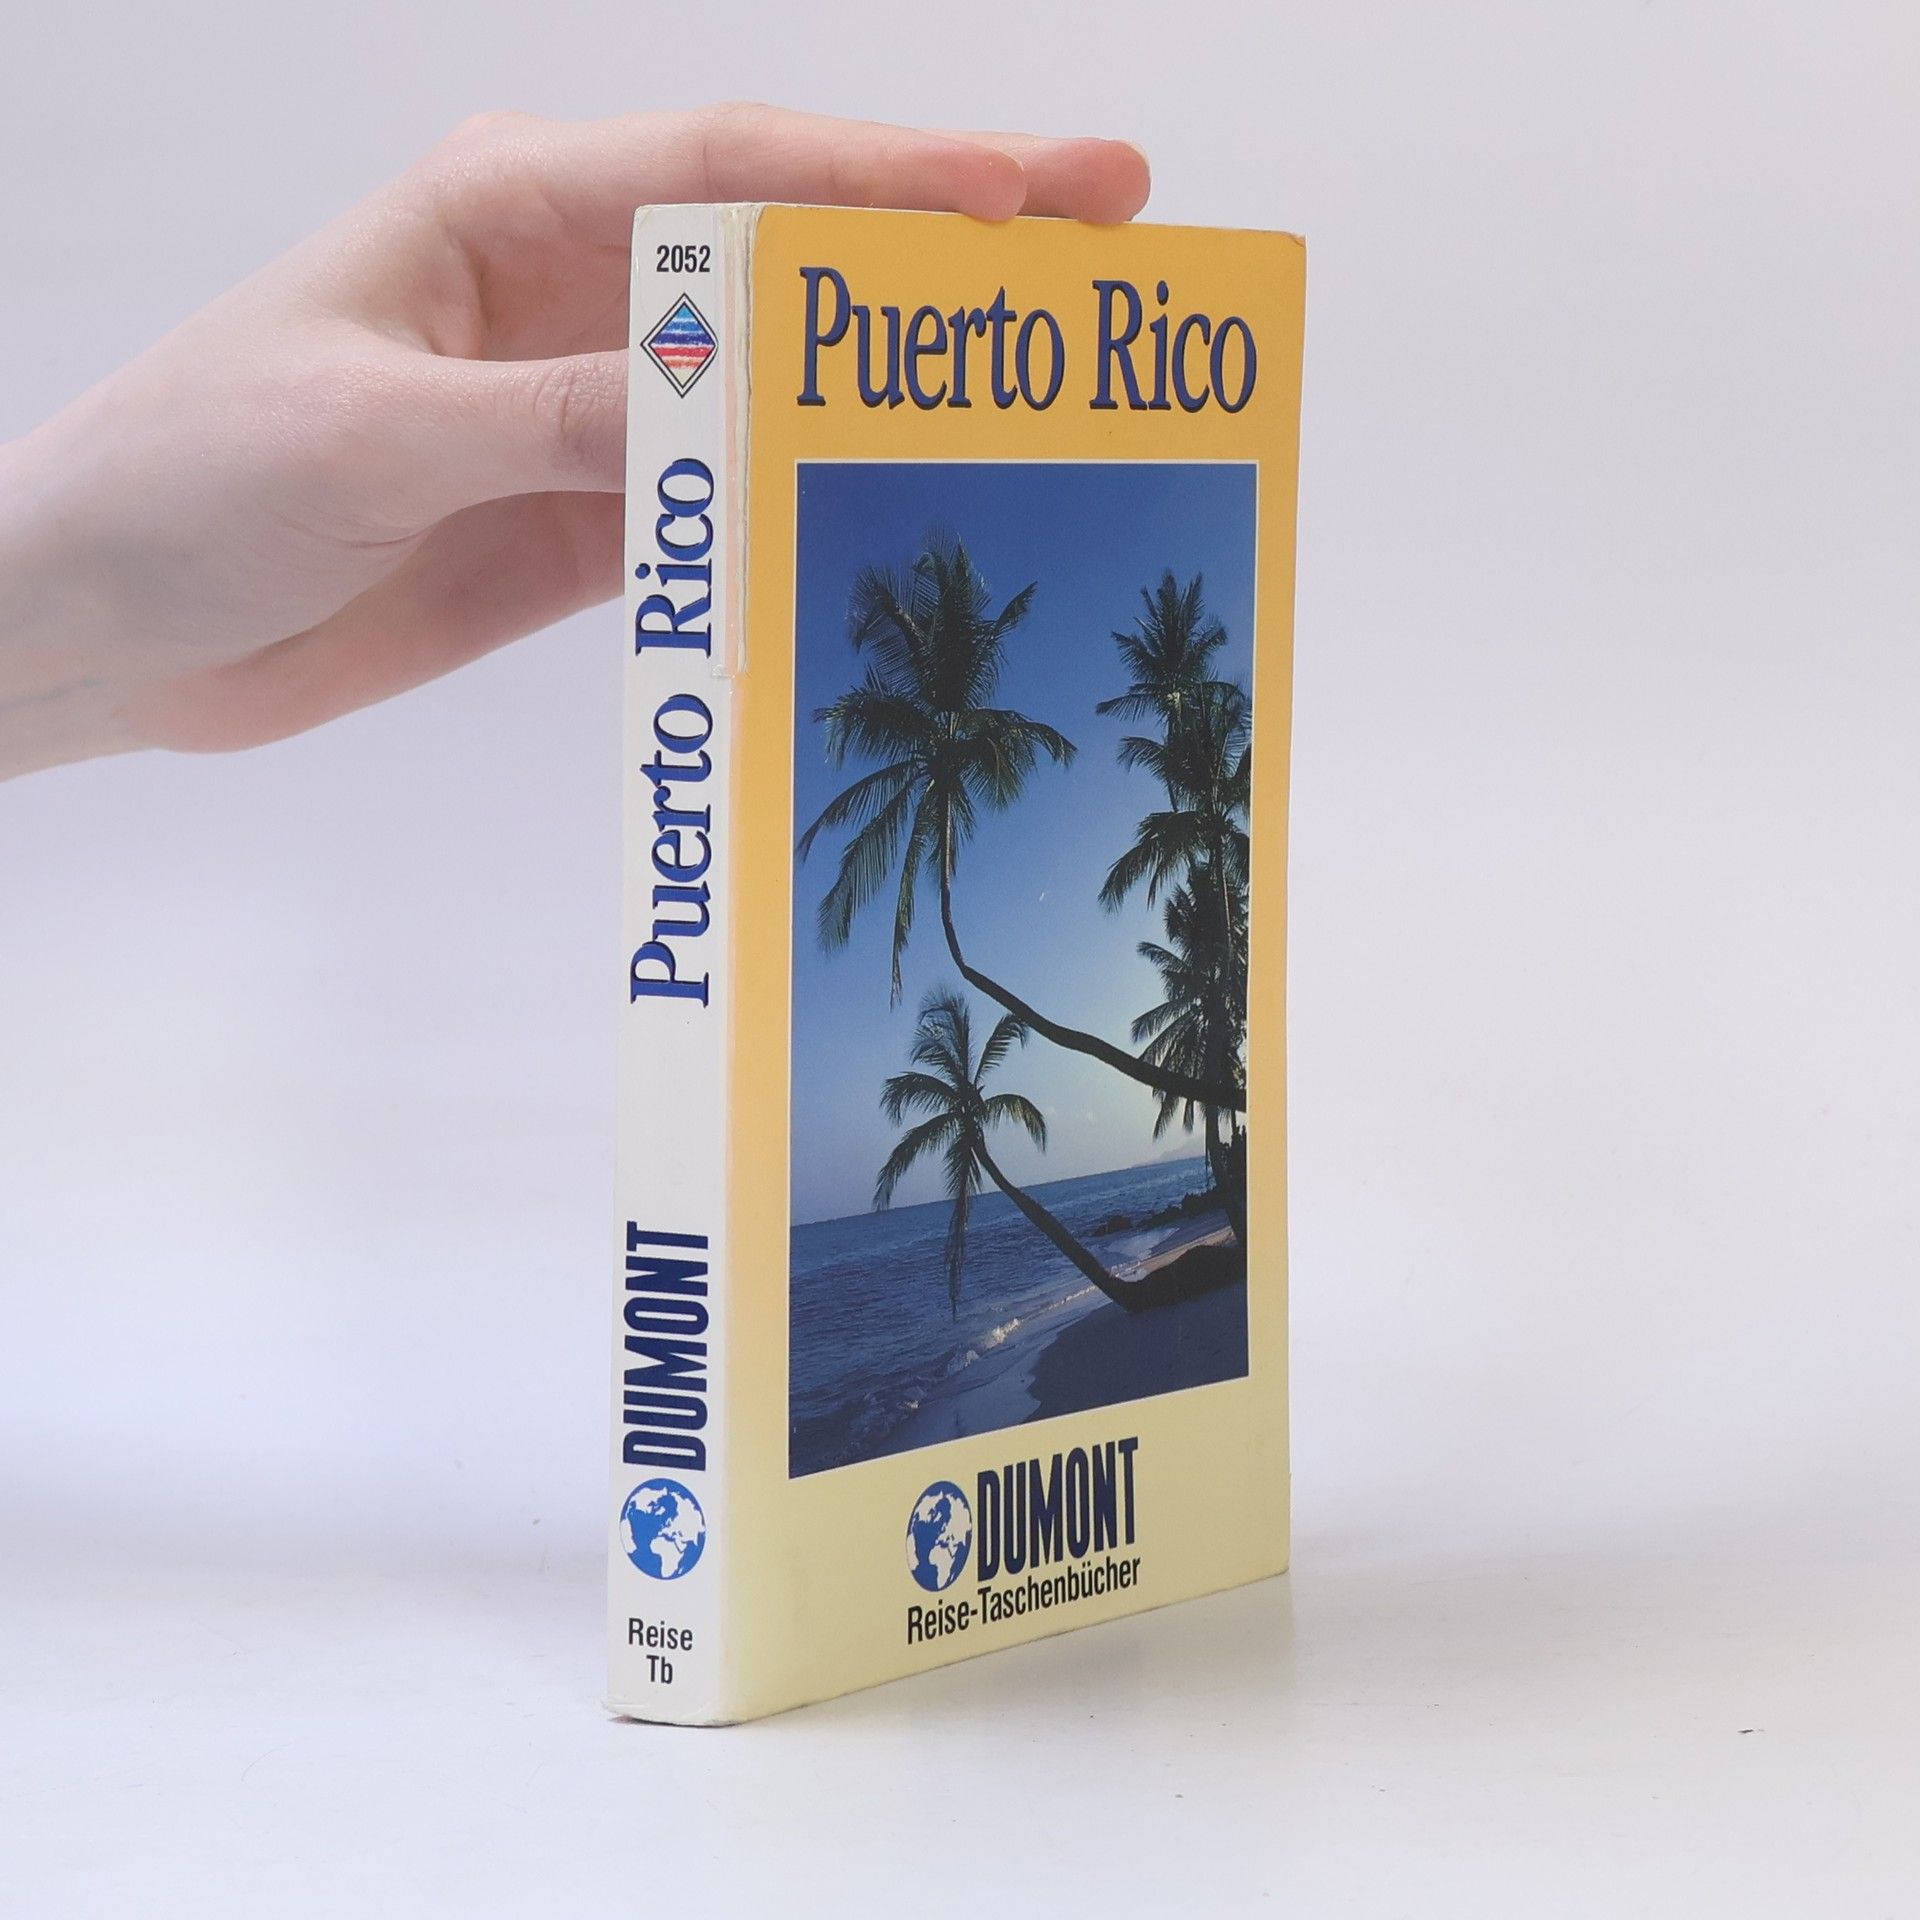 2052
Puerto Rico
DUMONT
Reise
Tb
Puerto Rico
DUMONT
Reise-Taschenbücher